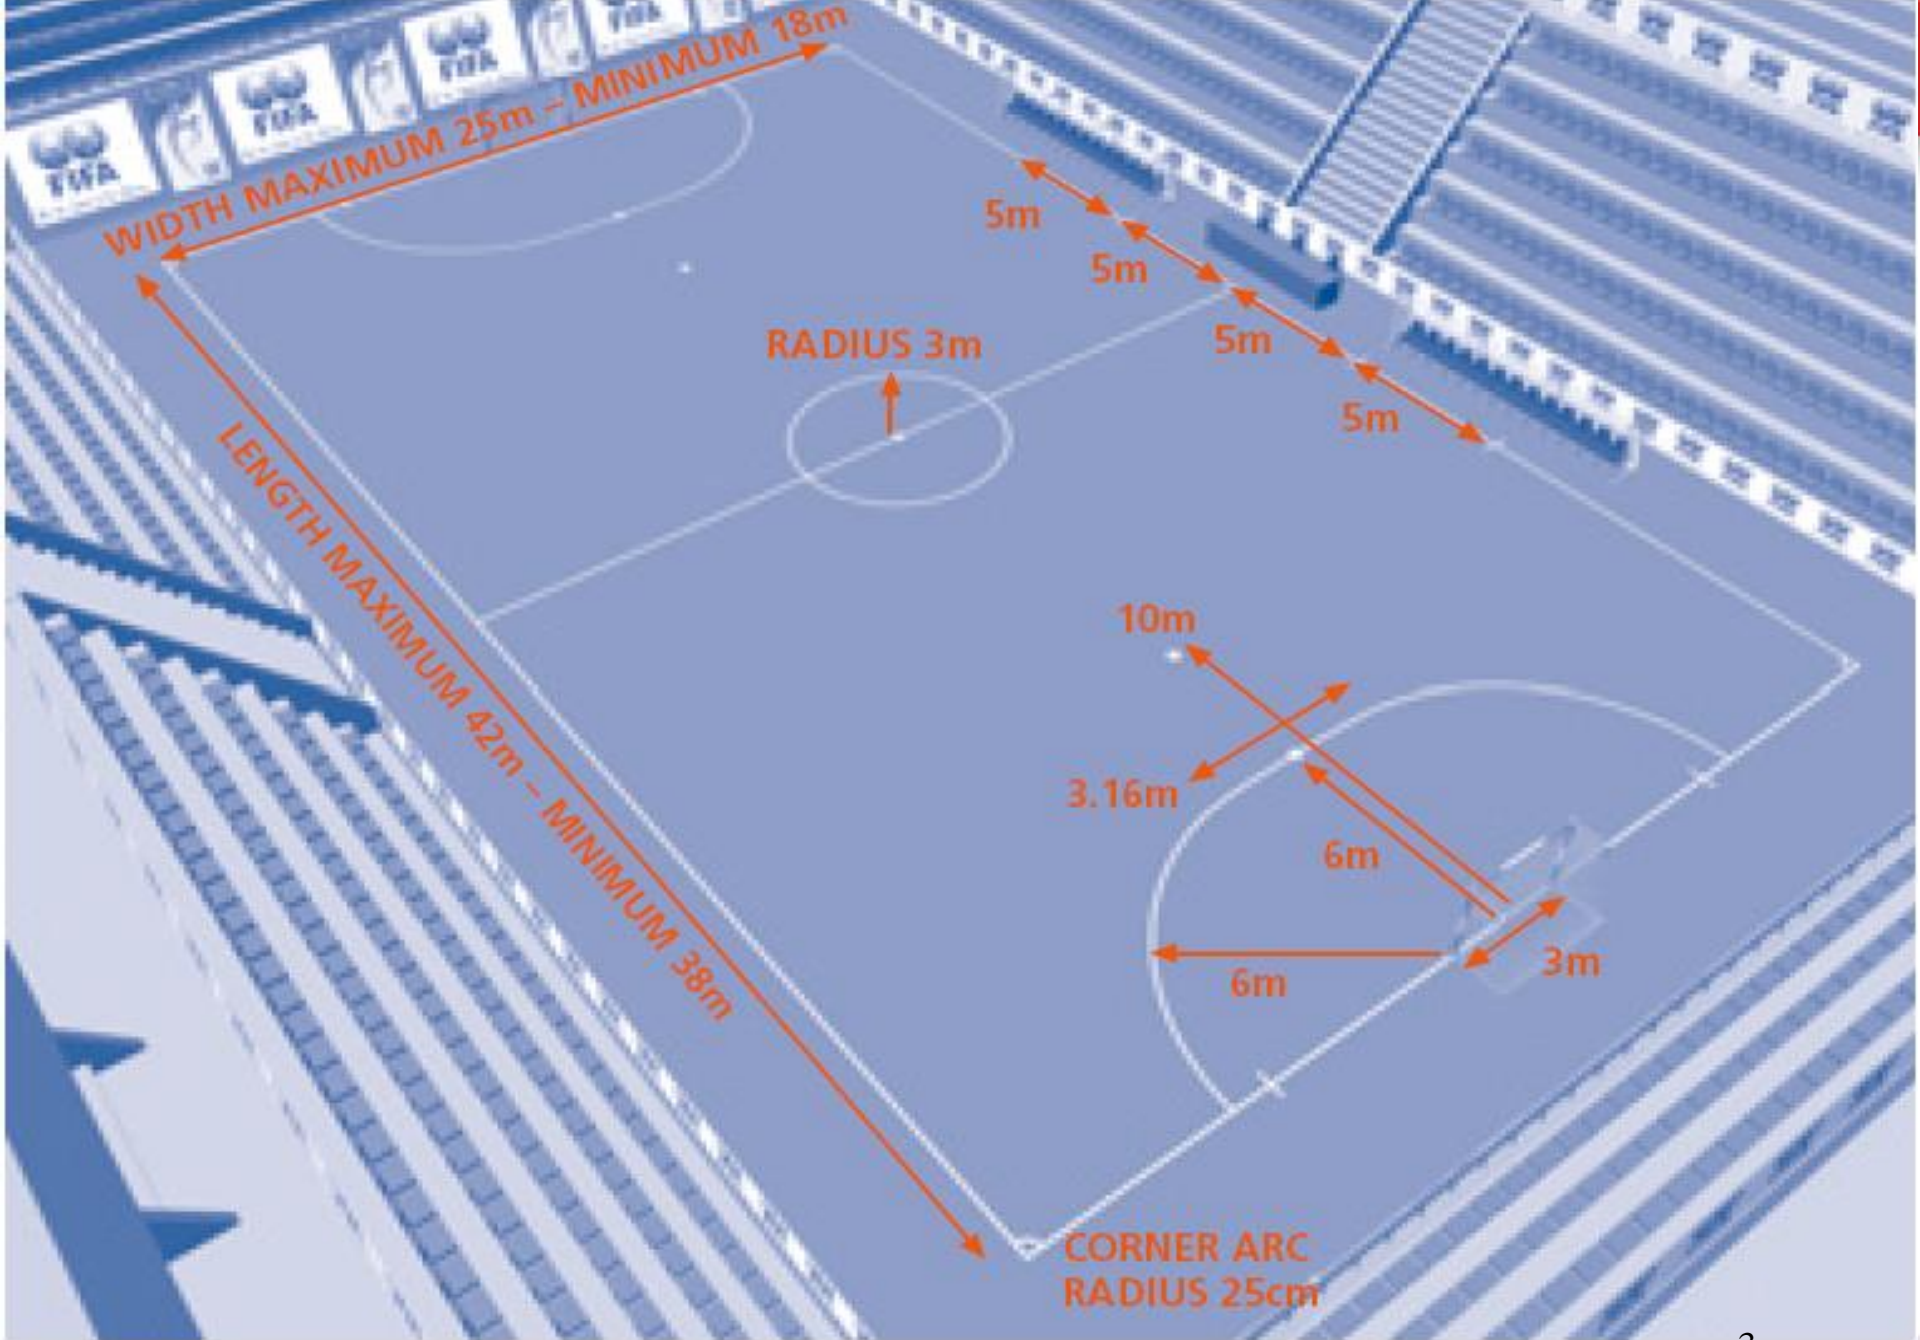 FIFA
FIFA
FIFA
FIFA
WIDTH MAXIMUM 25m – MINIMUM 18m
5m
5m
RADIUS 3m
5m
5m
LENGTH MAXIMUM 42m – MINIMUM 38m
10m
3.16m
6m
3m
6m
CORNER ARC
RADIUS 25cm